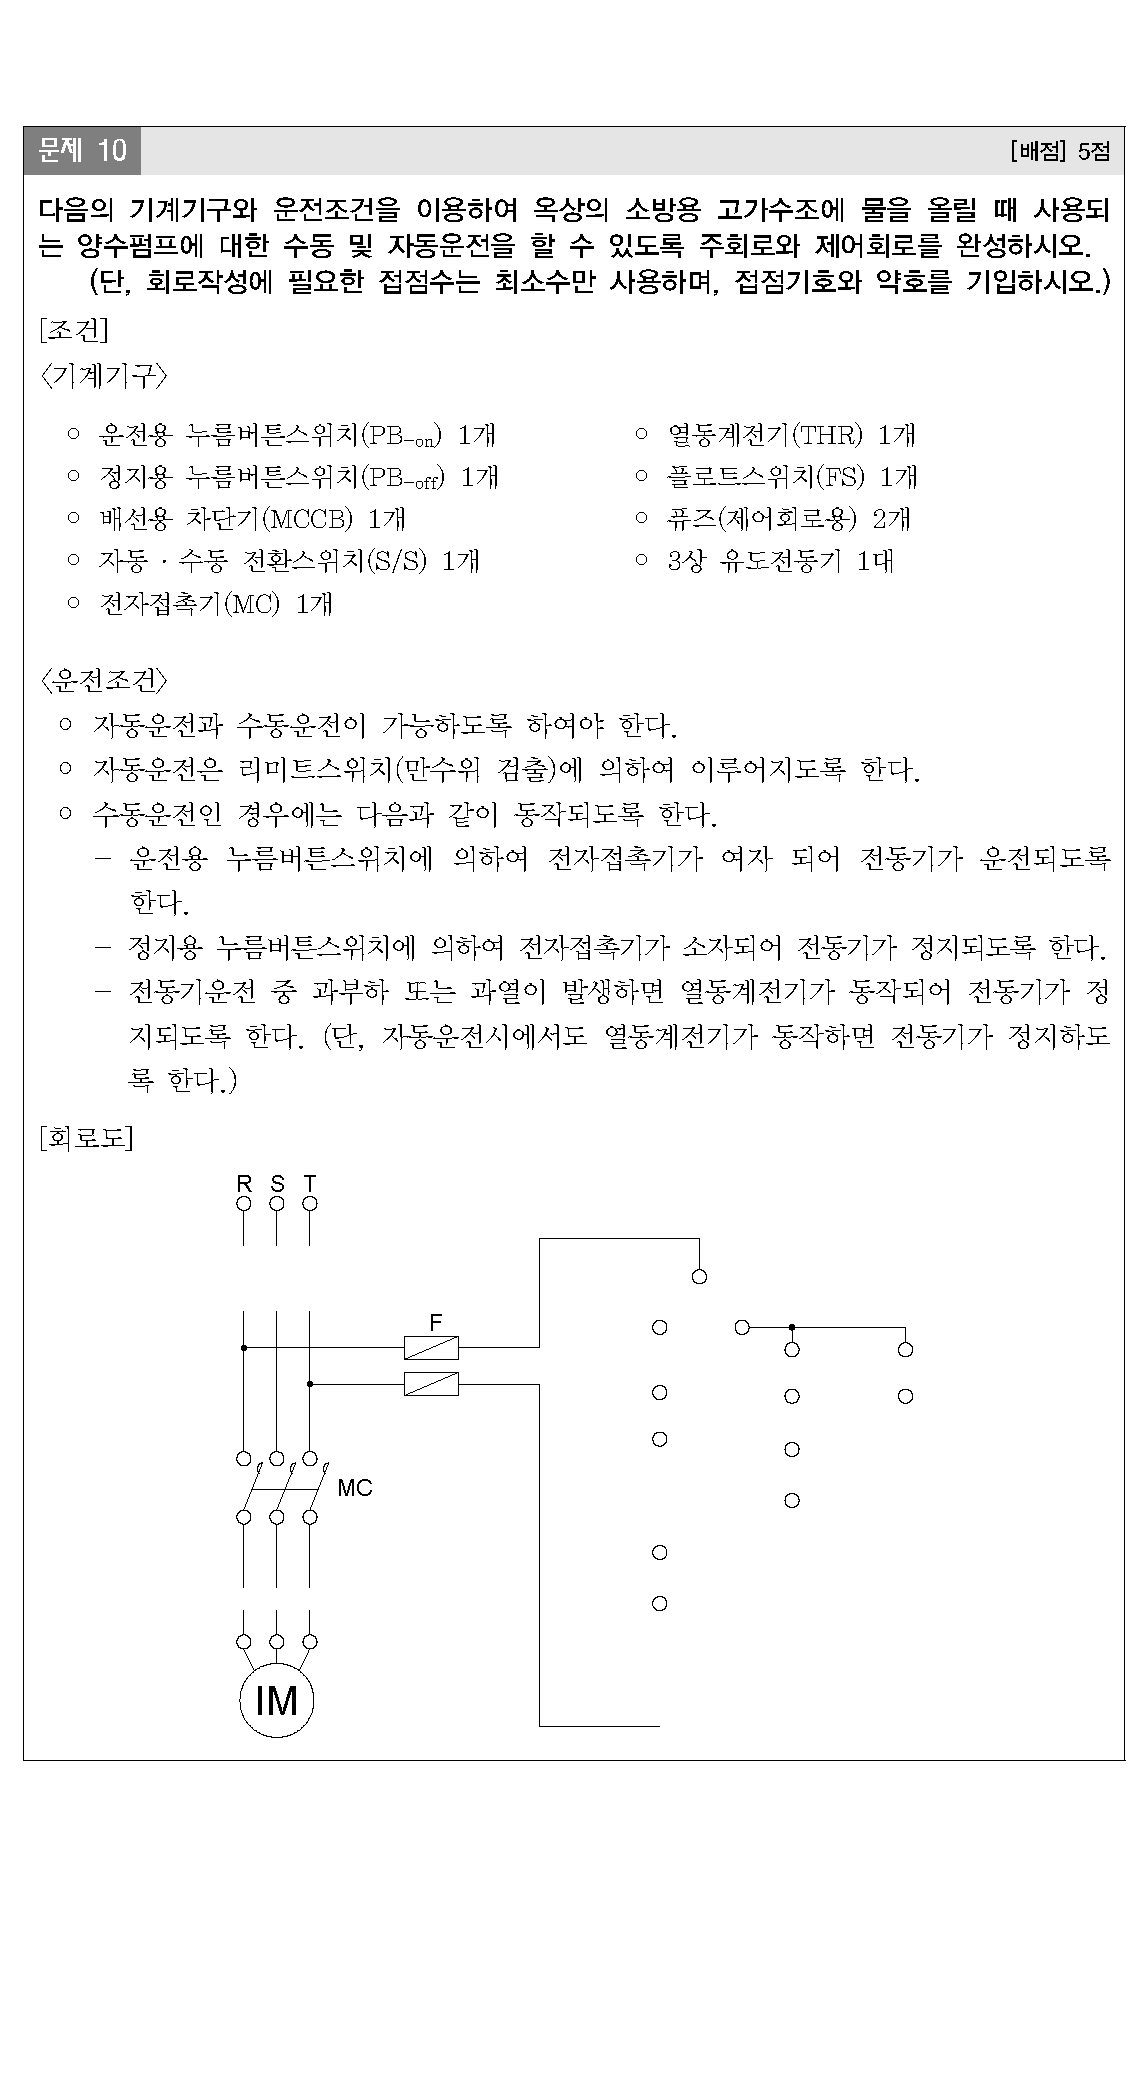 문제 10
[배점] 5점
다음의 기계기구와 운전조건을 이용하여 옥상의 소방용 고가수조에 물을 올릴 때 사용되
는 양수펌프에 대한 수동 및 자동운전을 할 수 있도록 주회로와 제어회로를 완성하시오.
(단, 회로작성에 필요한 접점수는 최소수만 사용하며, 접점기호와 약호를 기입하시오.)
[조건]
〈기계기구〉
○ 운전용 누름버튼스위치(PB-on) 1개
○ 열동계전기(THR) 1개
○ 정지용 누름버튼스위치(PB-off) 1개
○ 플로트스위치(FS) 1개
○ 배선용 차단기(MCCB) 1개
○ 퓨즈(제어회로용) 2개
○ 자동 · 수동 전환스위치(S/S) 1개
○ 3상 유도전동기 1대
○ 전자접촉기(MC) 1개
〈운전조건〉
○ 자동운전과 수동운전이 가능하도록 하여야 한다.
○ 자동운전은 리미트스위치(만수위 검출)에 의하여 이루어지도록 한다.
○ 수동운전인 경우에는 다음과 같이 동작되도록 한다.
- 운전용 누름버튼스위치에 의하여 전자접촉기가 여자 되어 전동기가 운전되도록
한다.
- 정지용 누름버튼스위치에 의하여 전자접촉기가 소자되어 전동기가 정지되도록 한다.
- 전동기운전 중 과부하 또는 과열이 발생하면 열동계전기가 동작되어 전동기가 정
지되도록 한다. (단, 자동운전시에서도 열동계전기가 동작하면 전동기가 정지하도
록 한다.)
[회로도]
R S T
F
MC
IM